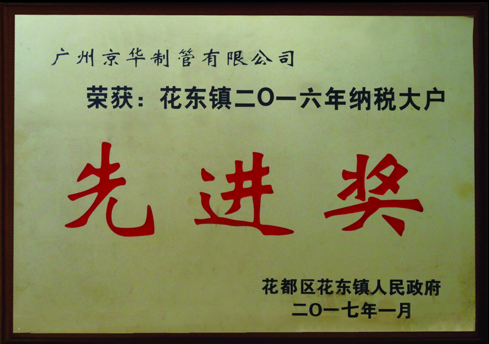 广州京华制管有限公司
荣获：花东镇二〇一六年纳税大户
先进奖
花都区花东镇人民政府
二〇一七年一月